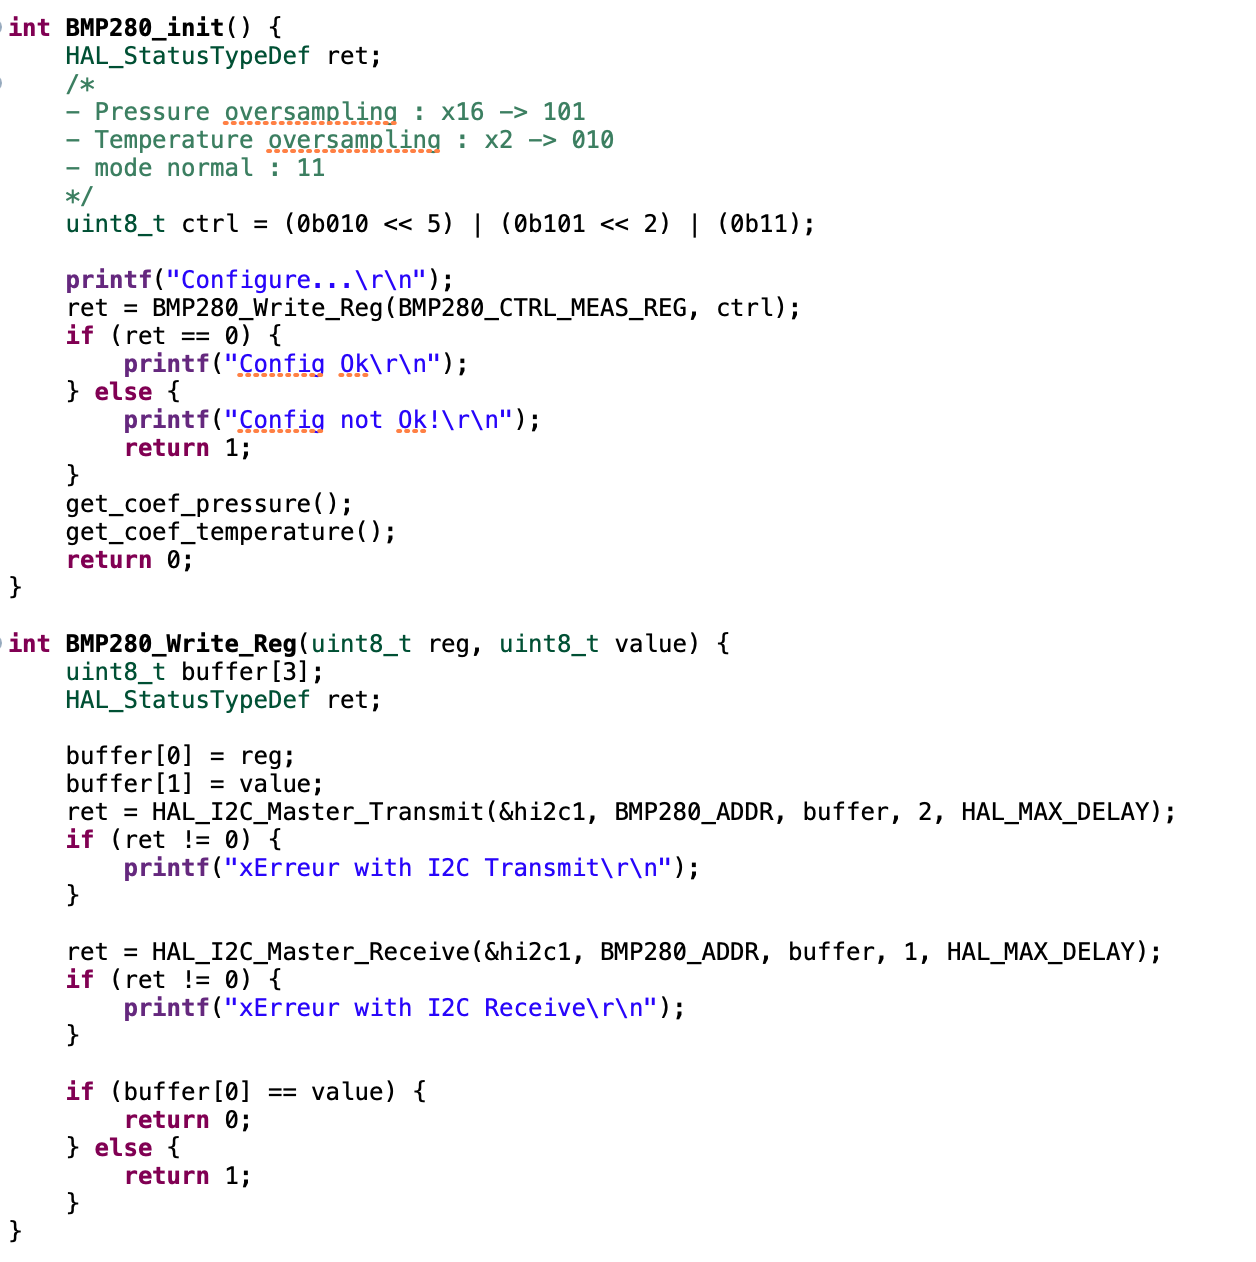 int BMP280_init() {
    HAL_StatusTypeDef ret;
    /*
    - Pressure oversampling : x16 -> 101
    - Temperature oversampling : x2 -> 010
    - mode normal : 11
    */
    uint8_t ctrl = (0b010 << 5) | (0b101 << 2) | (0b11);

    printf("Configure...\r\n");
    ret = BMP280_Write_Reg(BMP280_CTRL_MEAS_REG, ctrl);
    if (ret == 0) {
        printf("Config Ok\r\n");
    } else {
        printf("Config not Ok!\r\n");
        return 1;
    }
    get_coef_pressure();
    get_coef_temperature();
    return 0;
}

int BMP280_Write_Reg(uint8_t reg, uint8_t value) {
    uint8_t buffer[3];
    HAL_StatusTypeDef ret;

    buffer[0] = reg;
    buffer[1] = value;
    ret = HAL_I2C_Master_Transmit(&hi2c1, BMP280_ADDR, buffer, 2, HAL_MAX_DELAY);
    if (ret != 0) {
        printf("xErreur with I2C Transmit\r\n");
    }

    ret = HAL_I2C_Master_Receive(&hi2c1, BMP280_ADDR, buffer, 1, HAL_MAX_DELAY);
    if (ret != 0) {
        printf("xErreur with I2C Receive\r\n");
    }

    if (buffer[0] == value) {
        return 0;
    } else {
        return 1;
    }
}